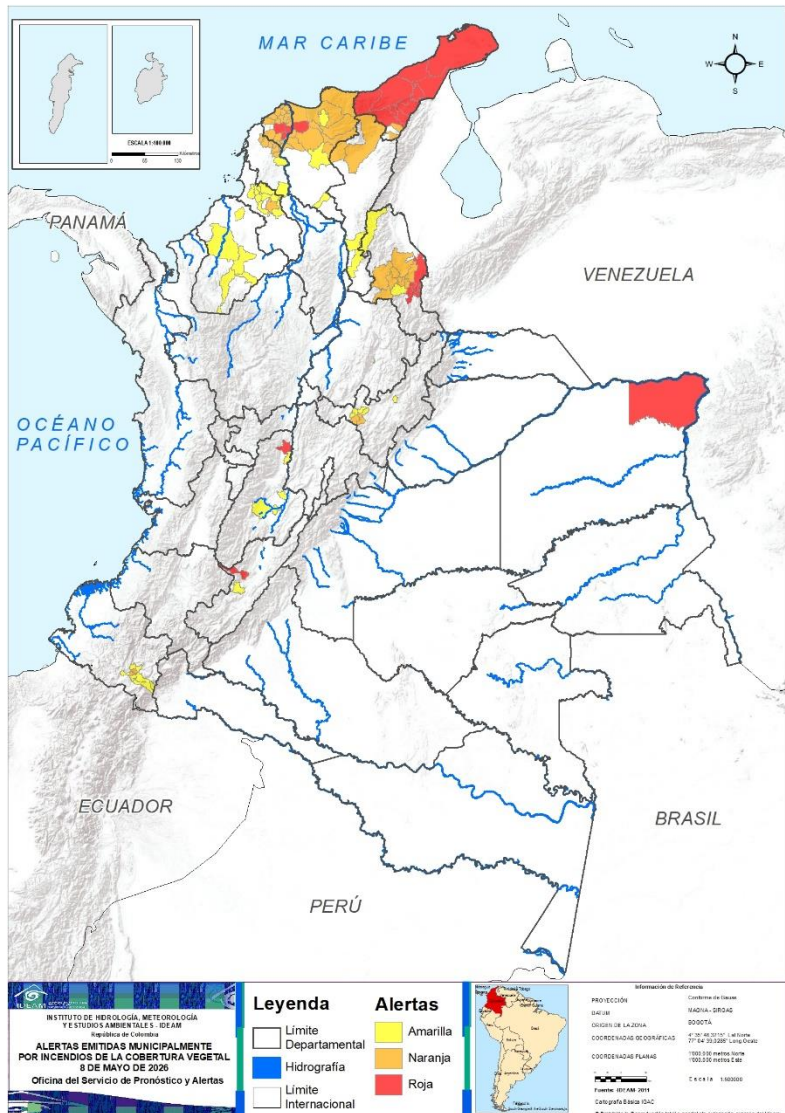 MAR CARIBE
N
W
E
S
ESCALA 1:600.000
PANAMÁ
VENEZUELA
OCÉANO
PACÍFICO
ECUADOR
BRASIL
PERÚ
IDEAM
INSTITUTO DE HIDROLOGÍA, METEOROLOGÍA
Y ESTUDIOS AMBIENTALES - IDEAM
República de Colombia
ALERTAS EMITIDAS MUNICIPALMENTE
POR INCENDIOS DE LA COBERTURA VEGETAL
8 DE MAYO DE 2026
Oficina del Servicio de Pronóstico y Alertas
Leyenda
Límite
Departamental
Hidrografía
Límite
Internacional
Alertas
Amarilla
Naranja
Roja
Información de Referencia
PROYECCIÓN Conforme de Gauss
DATUM MAGNA - SIRGAS
ORIGEN DE LA ZONA BOGOTÁ
COORDENADAS GEOGRÁFICAS
COORDENADAS PLANAS
Escala
Fuente: IDEAM-2011
Cartografía Básica IGAC